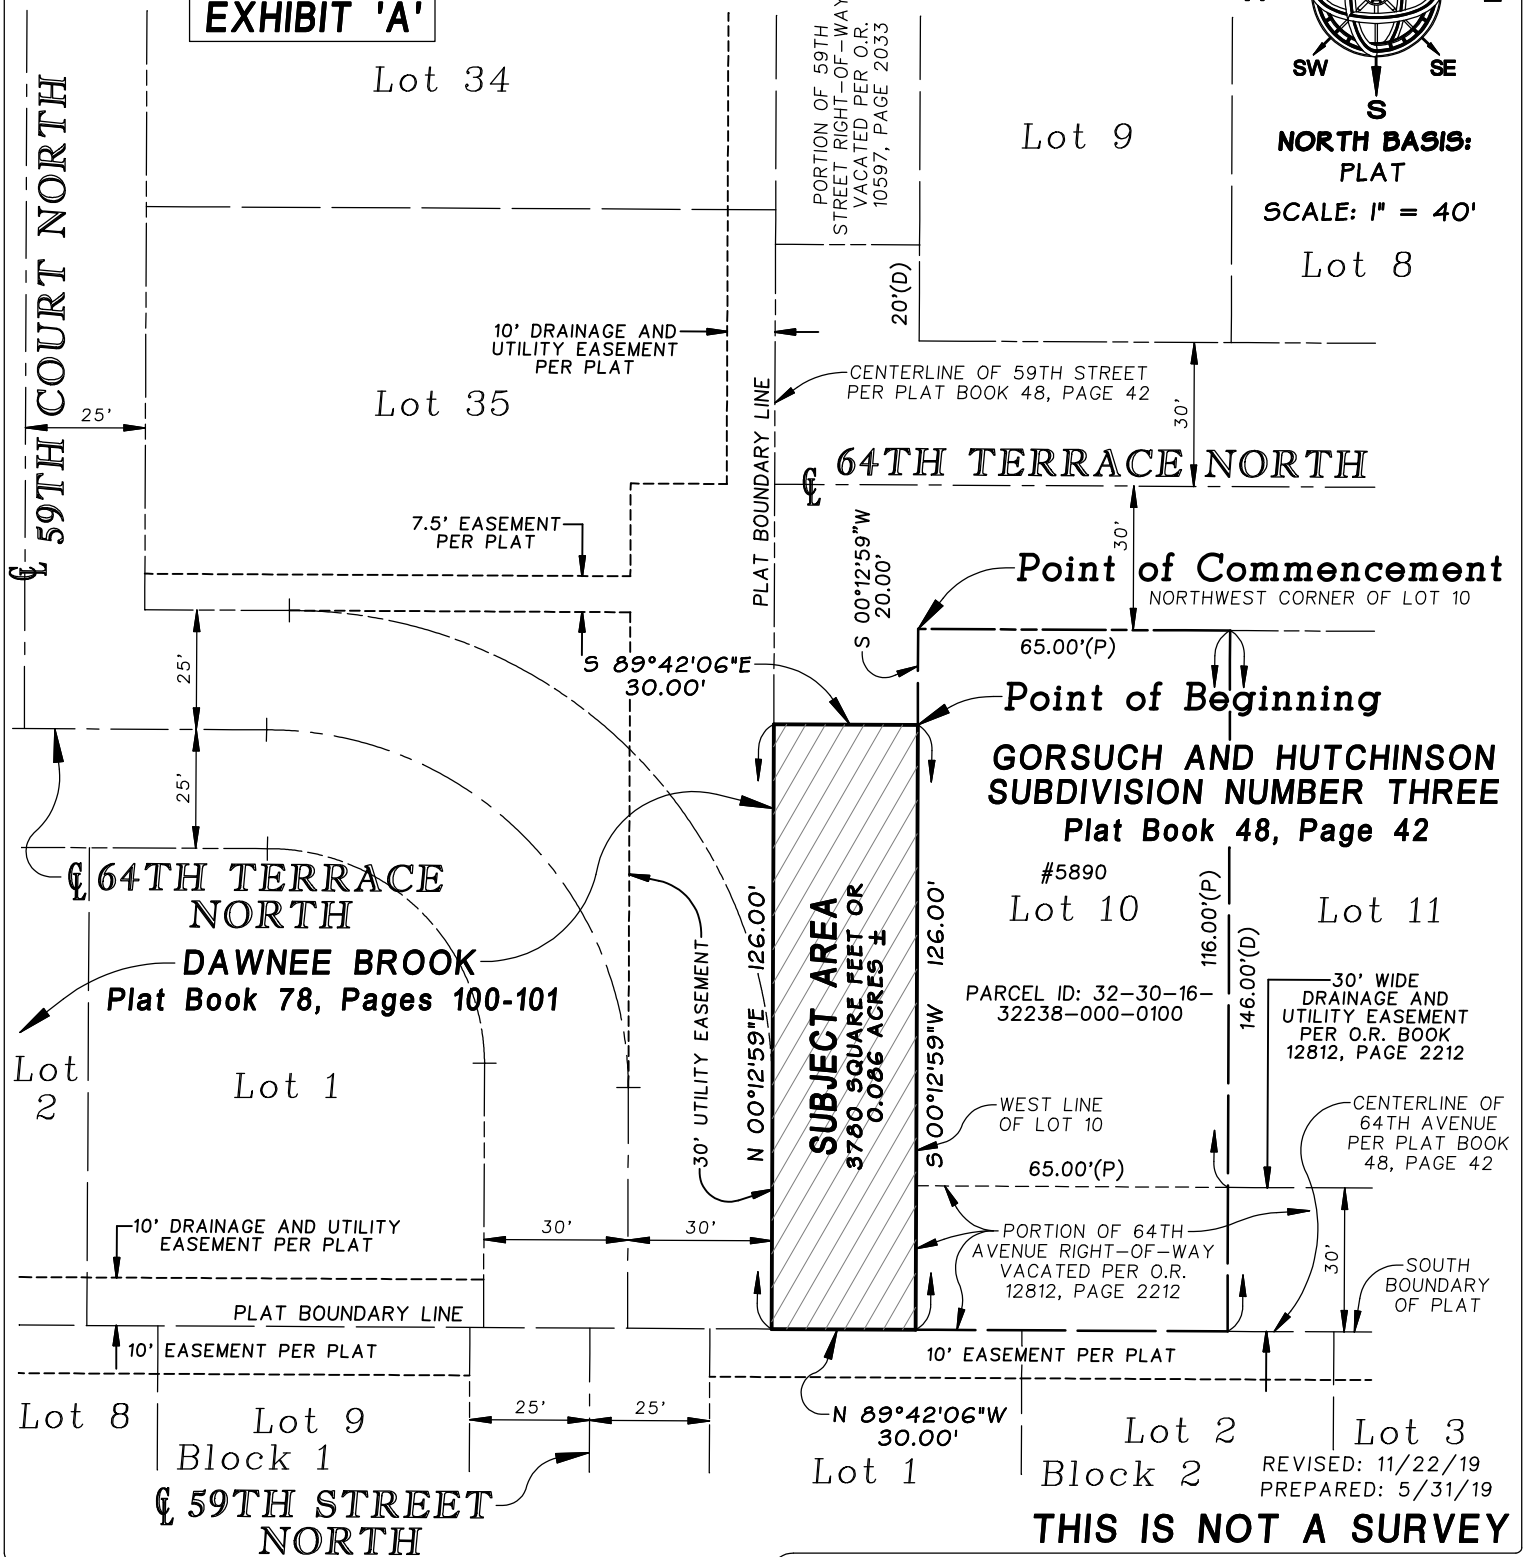 EXHIBIT 'A'
Lot 34
PORTION OF 59TH
STREET RIGHT-OF-WAY
VACATED PER O.R.
10597, PAGE 2033
Lot 9
SW
SE
S
NORTH BASIS:
PLAT
SCALE: 1" = 40'
Lot 8
℄ 59TH COURT NORTH
20'(D)
10' DRAINAGE AND
UTILITY EASEMENT
PER PLAT
Lot 35
25'
PLAT BOUNDARY LINE
CENTERLINE OF 59TH STREET
PER PLAT BOOK 48, PAGE 42
30'
℄ 64TH TERRACE NORTH
7.5' EASEMENT
PER PLAT
S 00°12'59"W
20.00'
30'
Point of Commencement
NORTHWEST CORNER OF LOT 10
65.00'(P)
25'
S 89°42'06"E
30.00'
Point of Beginning
25'
GORSUCH AND HUTCHINSON
SUBDIVISION NUMBER THREE
Plat Book 48, Page 42
#5890
Lot 10
Lot 11
℄ 64TH TERRACE
NORTH
DAWNEE BROOK
Plat Book 78, Pages 100-101
30' UTILITY EASEMENT
N 00°12'59"E 126.00'
SUBJECT AREA
3780 SQUARE FEET OR
0.086 ACRES ±
S 00°12'59"W 126.00'
PARCEL ID: 32-30-16-
32238-000-0100
116.00'(P)
146.00'(D)
30' WIDE
DRAINAGE AND
UTILITY EASEMENT
PER O.R. BOOK
12812, PAGE 2212
Lot
2
Lot 1
WEST LINE
OF LOT 10
CENTERLINE OF
64TH AVENUE
PER PLAT BOOK
48, PAGE 42
65.00'(P)
10' DRAINAGE AND UTILITY
EASEMENT PER PLAT
30'
30'
PORTION OF 64TH
AVENUE RIGHT-OF-WAY
VACATED PER O.R.
12812, PAGE 2212
30'
SOUTH
BOUNDARY
OF PLAT
PLAT BOUNDARY LINE
10' EASEMENT PER PLAT
10' EASEMENT PER PLAT
Lot 8
Lot 9
Block 1
25'
25'
N 89°42'06"W
30.00'
Lot 1
Lot 2
Block 2
Lot 3
℄ 59TH STREET
NORTH
REVISED: 11/22/19
PREPARED: 5/31/19
THIS IS NOT A SURVEY